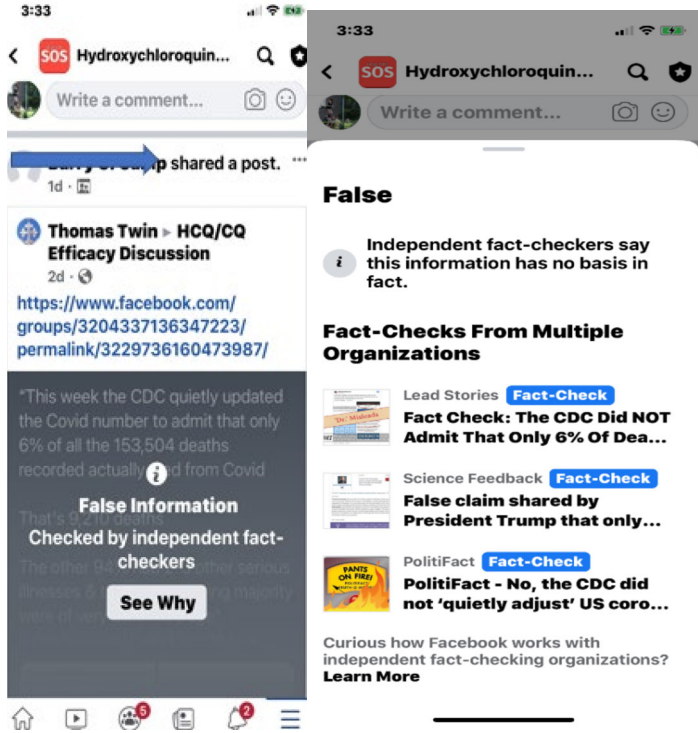 3:33
SOS Hydroxychloroquin...
Write a comment...
shared a post.
1d
Thomas Twin ▸ HCQ/CQ
Efficacy Discussion
2d
https://www.facebook.com/
groups/3204337136347223/
permalink/3229736160473987/
"This week the CDC quietly updated
the Covid number to admit that only
6% of all the 153,504 deaths
recorded actually from Covid
That's 9,210 deaths
False Information
Checked by independent fact-
checkers
The other other serious
majority
See Why
5
2
3:33
SOS Hydroxychloroquin...
Write a comment...
False
Independent fact-checkers say
this information has no basis in
fact.
Fact-Checks From Multiple
Organizations
Lead Stories Fact-Check
Fact Check: The CDC Did NOT
Admit That Only 6% Of Dea...
Science Feedback Fact-Check
False claim shared by
President Trump that only...
PANTS
ON FIRE!
PolitiFact Fact-Check
PolitiFact - No, the CDC did
not 'quietly adjust' US coro...
Curious how Facebook works with
independent fact-checking organizations?
Learn More